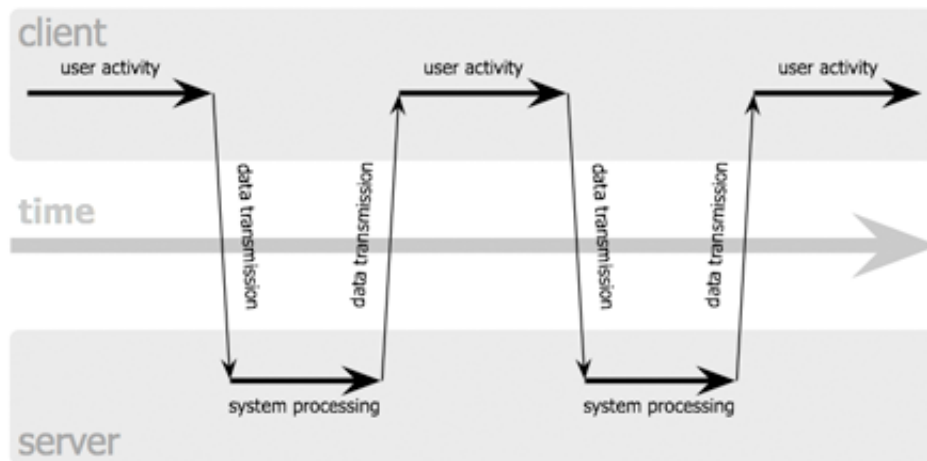 client
user activity
user activity
user activity
data transmission
data transmission
data transmission
data transmission
time
system processing
system processing
server